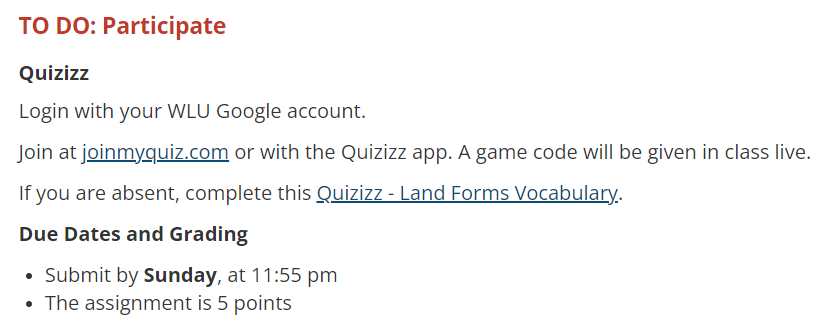 TO DO: Participate
Quizizz
Login with your WLU Google account.
Join at joinmyquiz.com or with the Quizizz app. A game code will be given in class live.
If you are absent, complete this Quizizz - Land Forms Vocabulary.
Due Dates and Grading
• Submit by Sunday, at 11:55 pm
• The assignment is 5 points